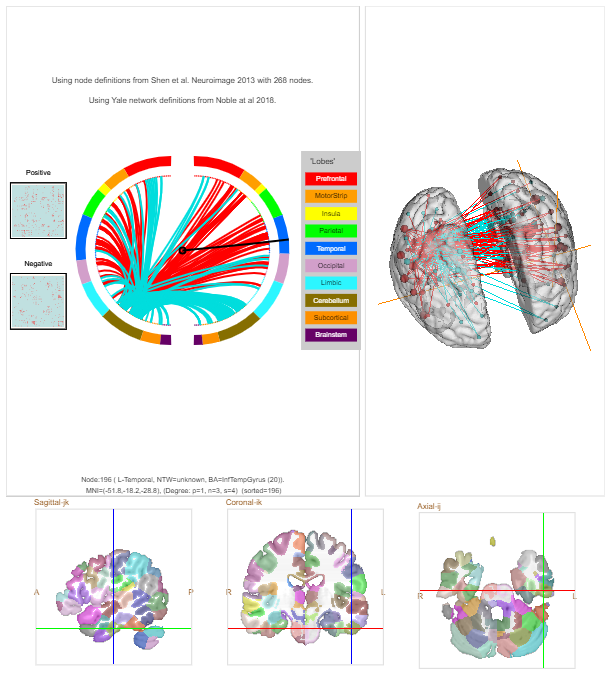 Using node definitions from Shen et al. Neuroimage 2013 with 268 nodes.
Using Yale network definitions from Noble at al 2018.
'Lobes'
Positive
Prefrontal
MotorStrip
Insula
Parietal
Temporal
Occipital
Negative
Limbic
Cerebellum
Subcortical
Brainstem
Node:196 ( L-Temporal, NTW=unknown, BA=InfTempGyrus (20)).
MNI=(-51.8,-18.2,-28.8), (Degree: p=1, n=3, s=4)  (sorted=196)
Sagittal-jk
Coronal-ik
Axial-ij
A
P
R
L
R
L